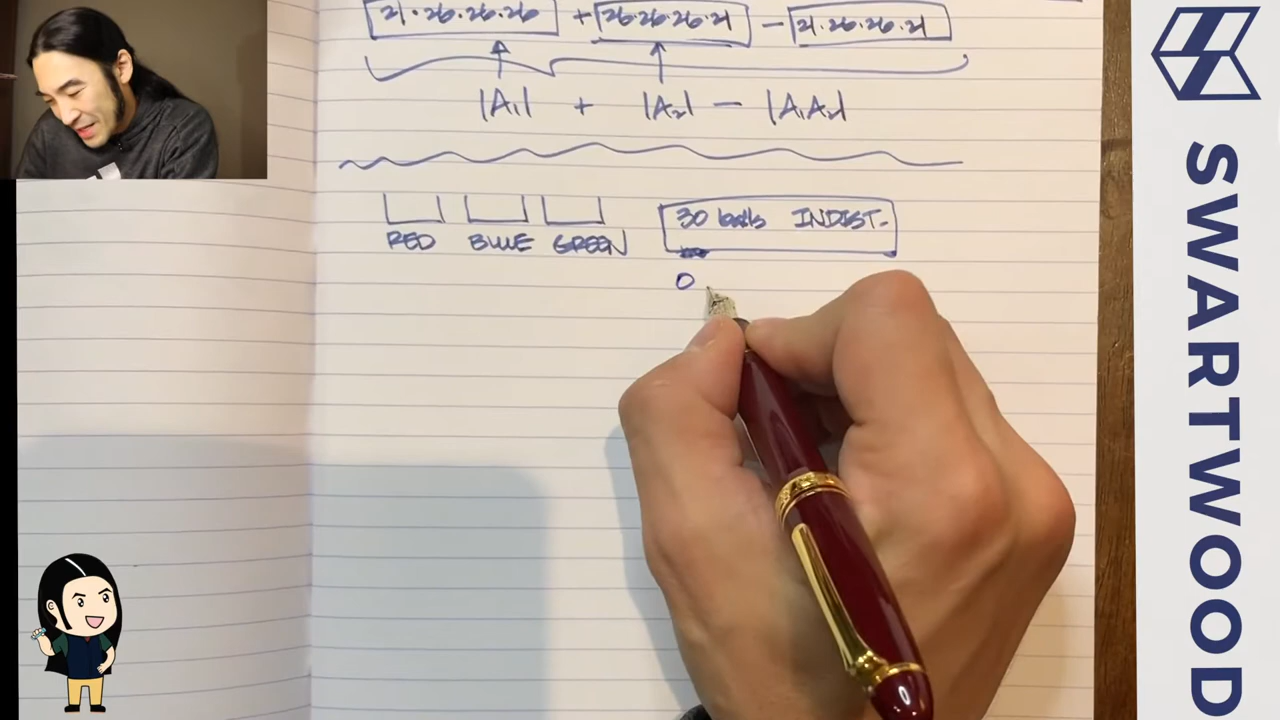 21·26·26·26 + 26·26·26·21 − 21·26·26·21
|A₁| + |A₂| − |A₁A₂|
30 balls INDIST.
RED BLUE GREEN
0
SWARTWOOD